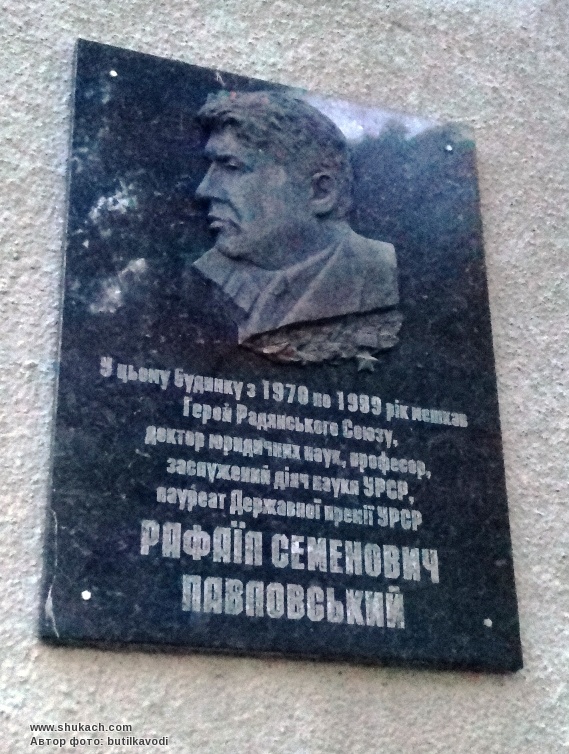 У цьому будинку з 1970 по 1989 рік мешкав
Герой Радянського Союзу,
доктор юридичних наук, професор,
заслужений діяч науки УРСР,
лауреат Державної премії УРСР
РАФАЇЛ СЕМЕНОВИЧ
ПАВЛОВСЬКИЙ
www.shukach.com
Автор фото: butilkavodi